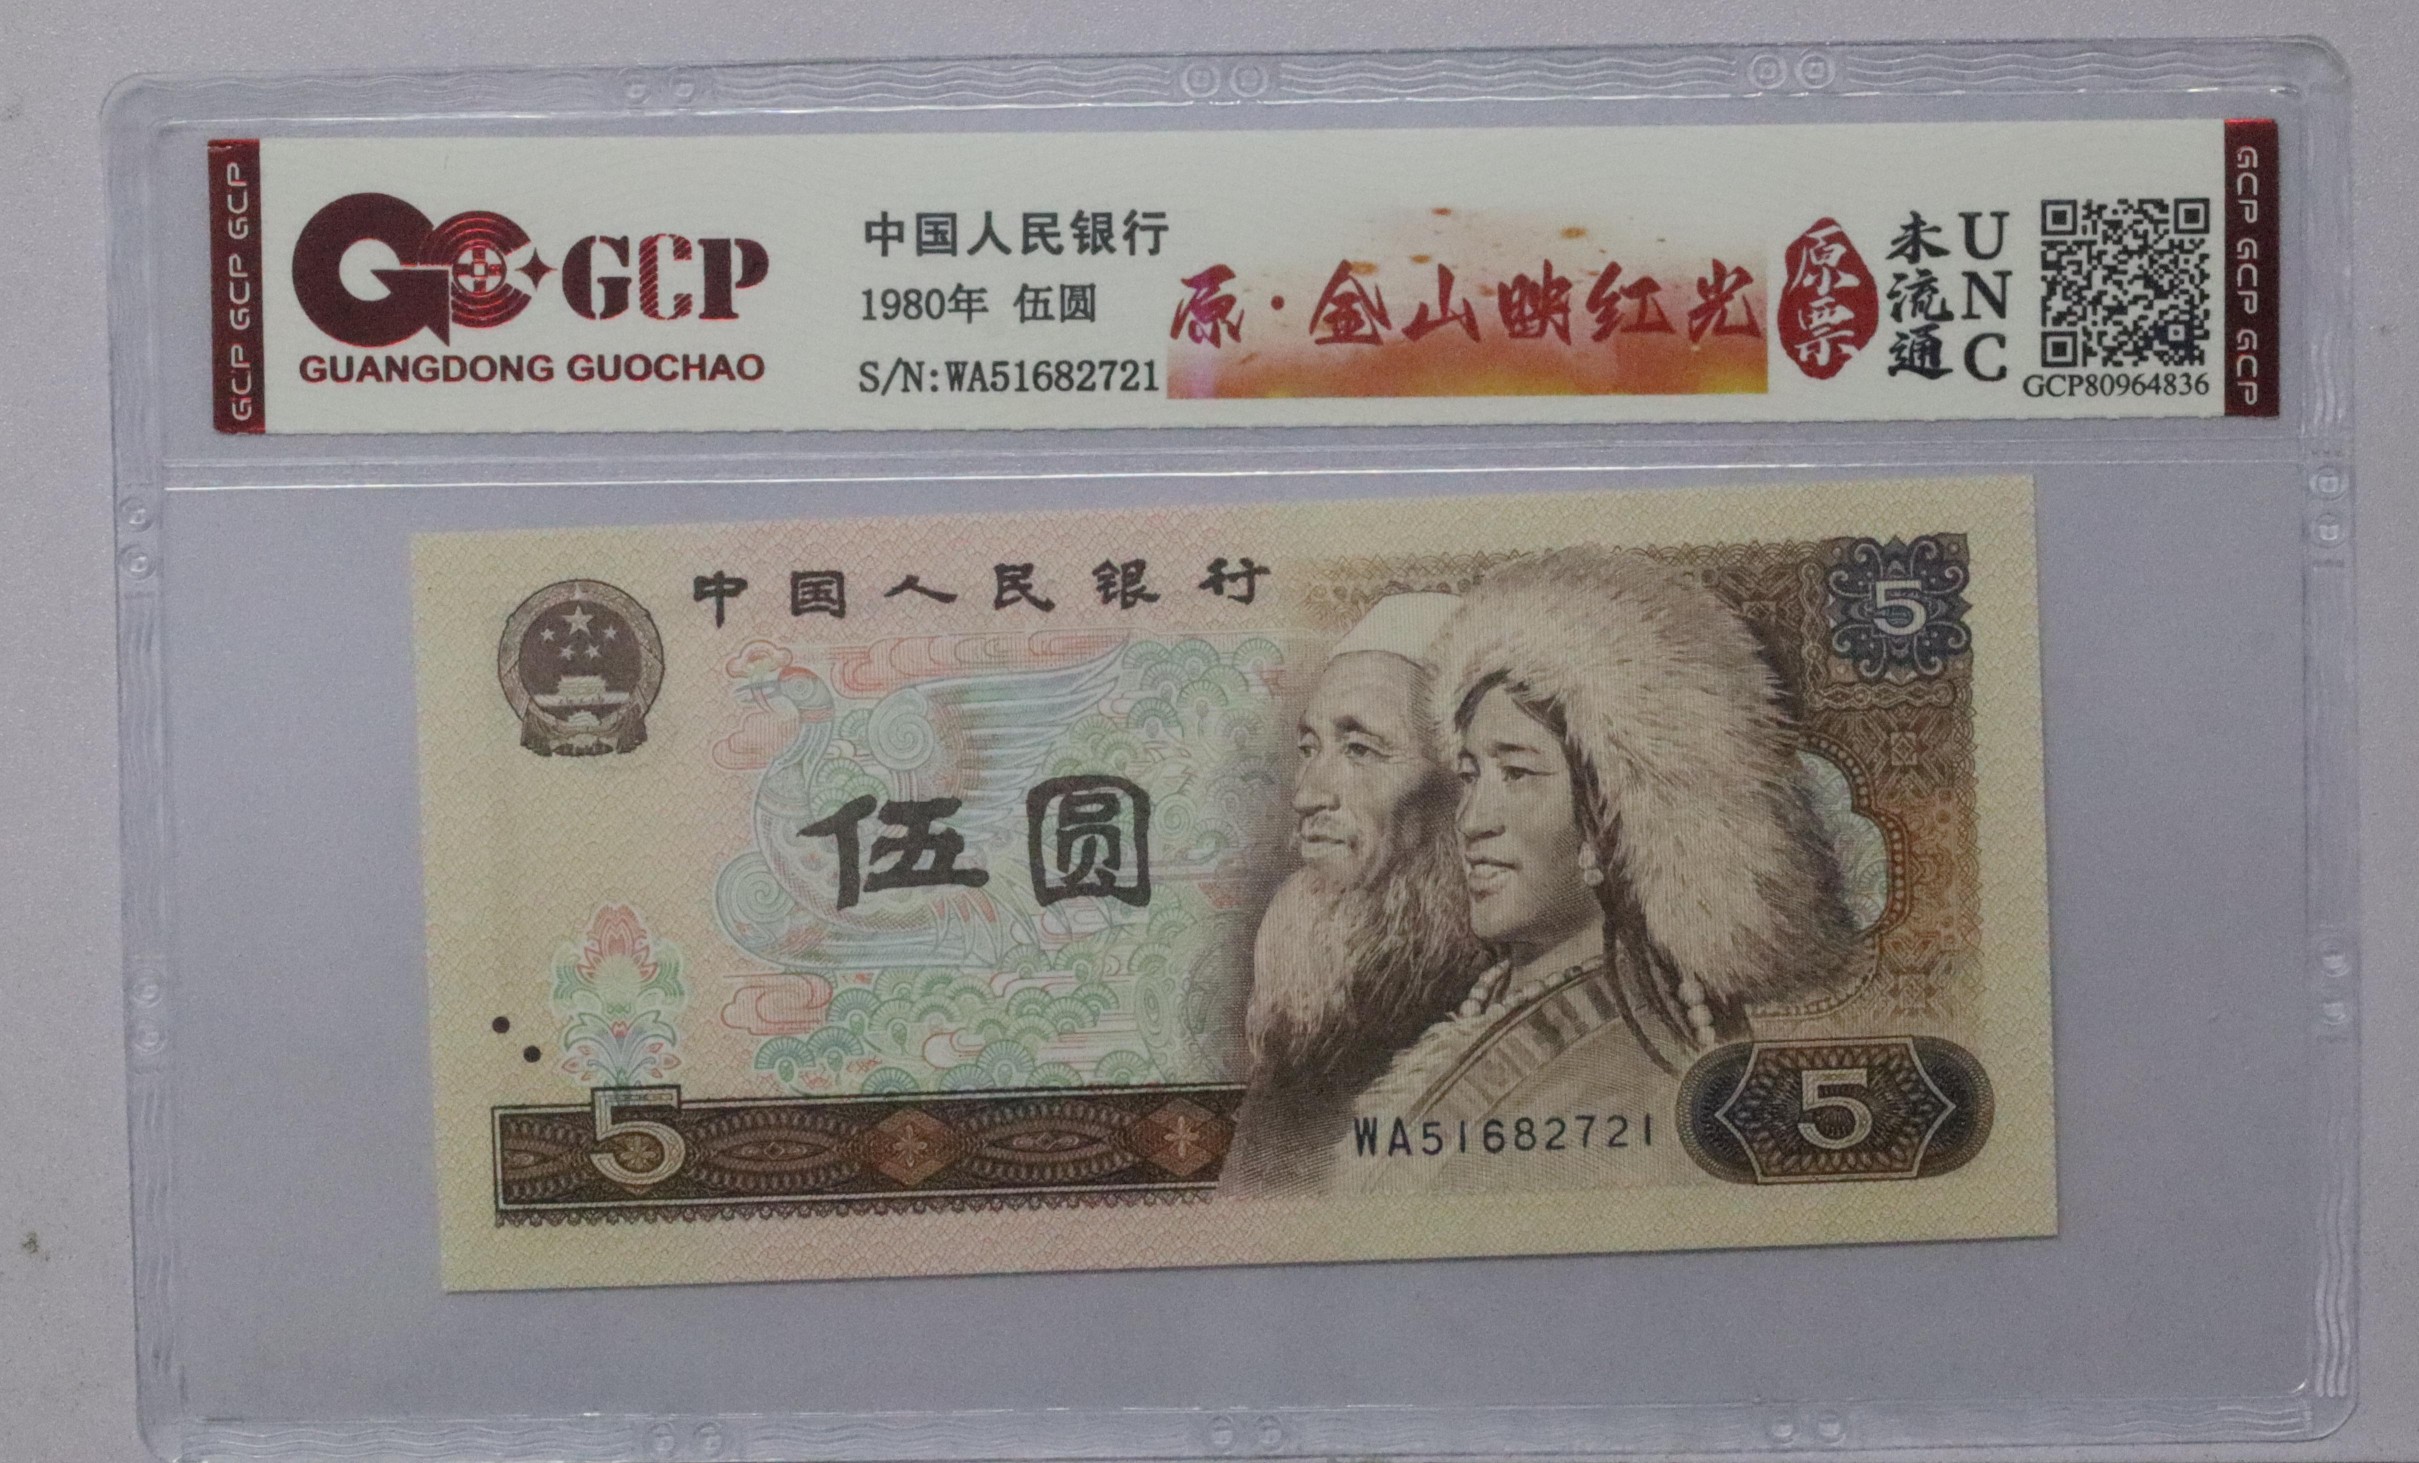 GCP GCP GCP
GCP
GUANGDONG GUOCHAO
中国人民银行
1980年 伍圆
S/N:WA51682721
原·金山映红光
原票
未流通
UNC
GCP80964836
GCP GCP GCP
中国人民银行
5
伍圆
5
WA51682721
5